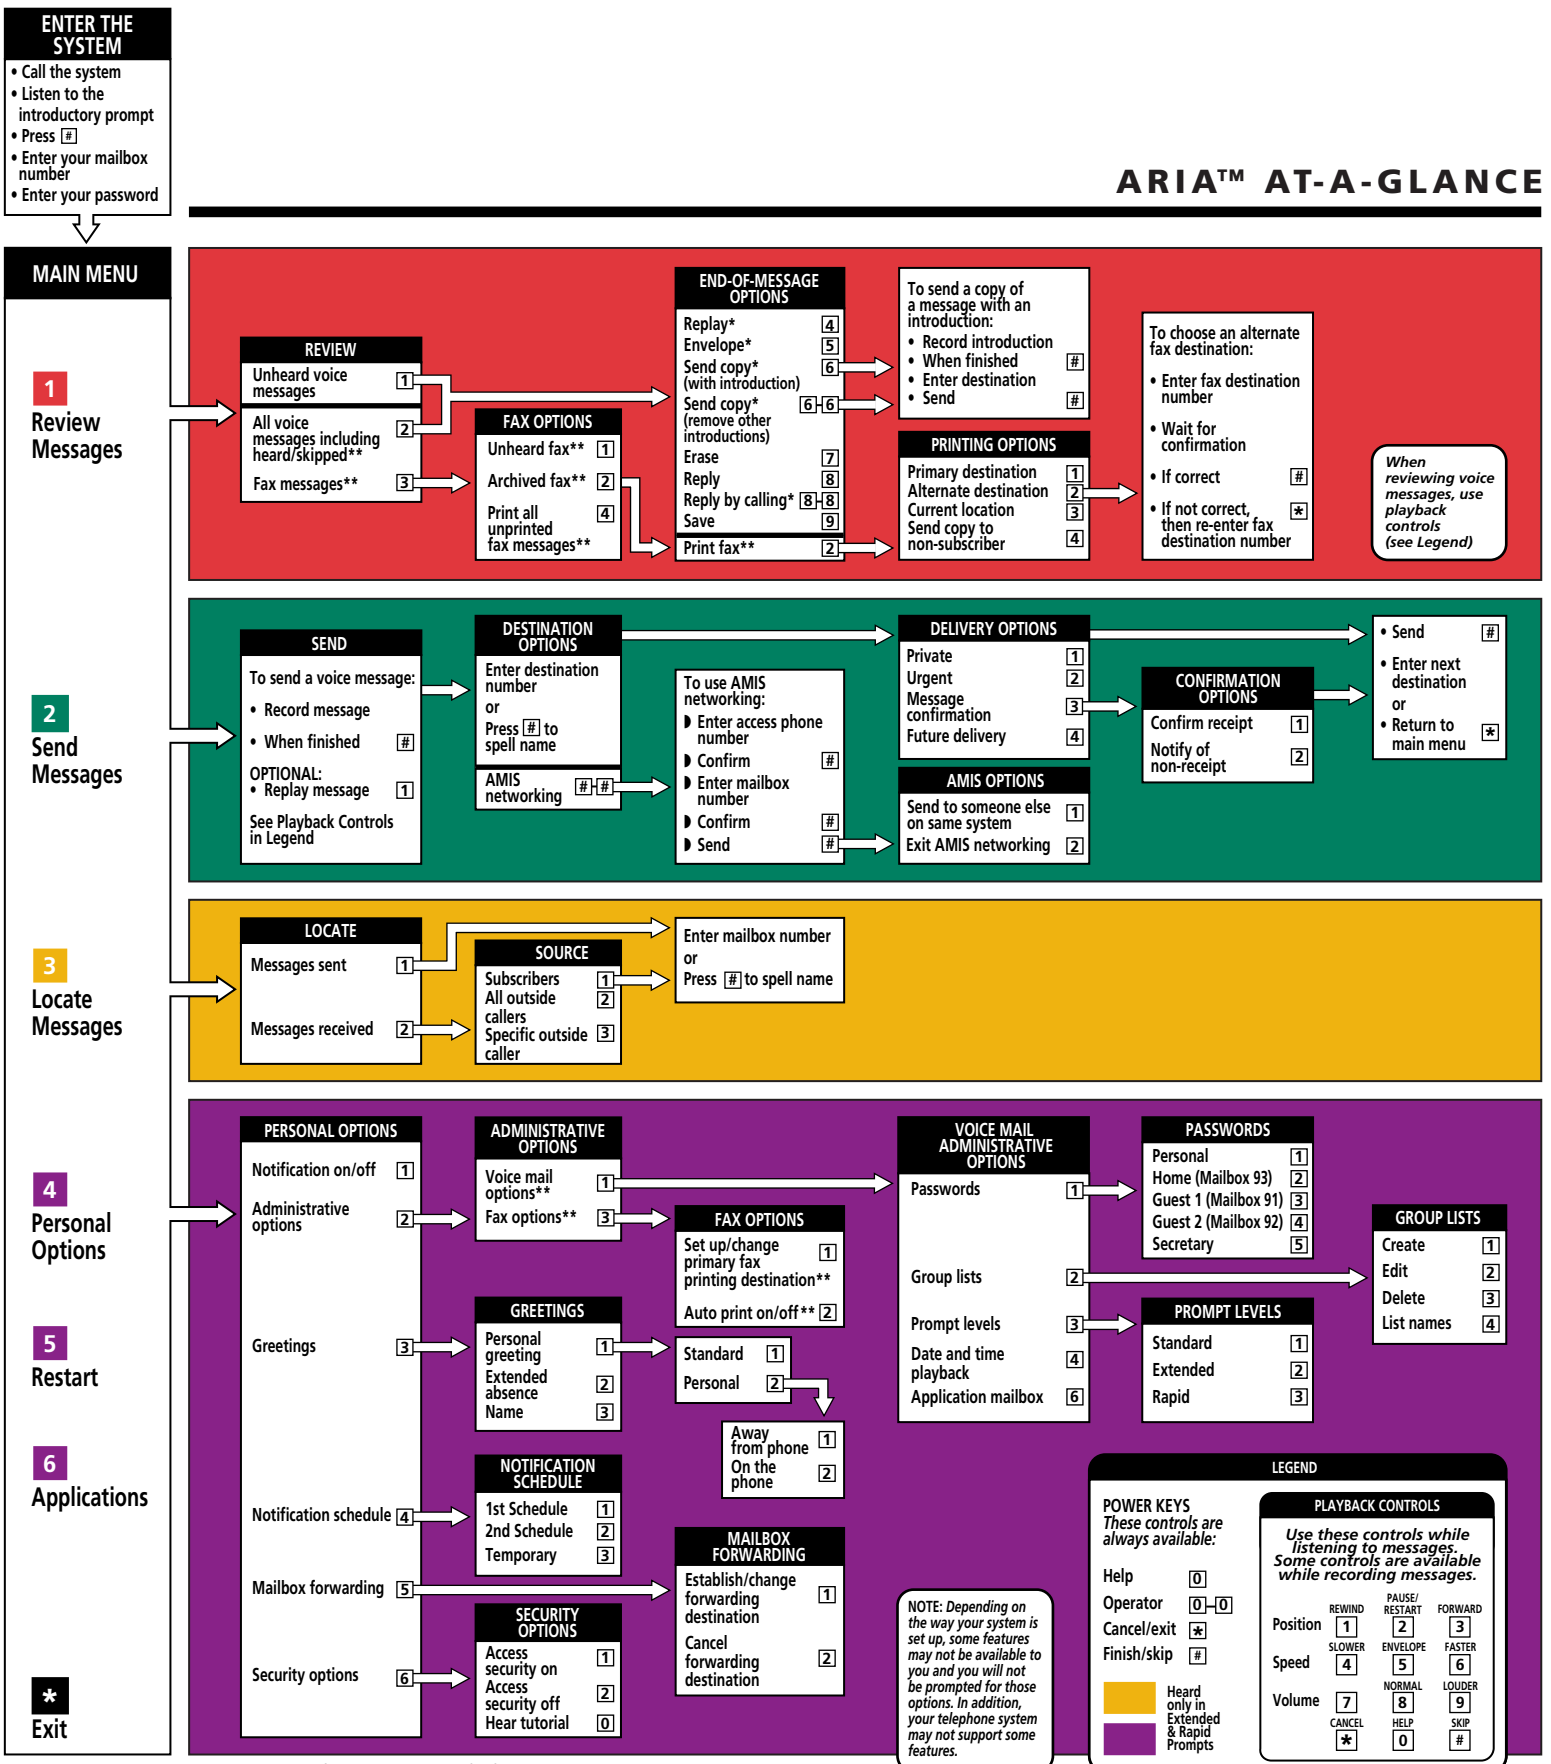 ENTER THE
SYSTEM
• Call the system
• Listen to the
introductory prompt
• Press #
• Enter your mailbox
number
• Enter your password
ARIA™ AT-A-GLANCE
MAIN MENU
1
Review
Messages
2
Send
Messages
3
Locate
Messages
4
Personal
Options
5
Restart
6
Applications
*
Exit
REVIEW
Unheard voice
messages 1
All voice
messages including
heard/skipped** 2
Fax messages** 3
FAX OPTIONS
Unheard fax** 1
Archived fax** 2
Print all
unprinted
fax messages** 4
END-OF-MESSAGE
OPTIONS
Replay* 4
Envelope* 5
Send copy* 6
(with introduction)
Send copy* 6-6
(remove other
introductions)
Erase 7
Reply 8
Reply by calling* 8-8
Save 9
Print fax** 2
To send a copy of
a message with an
introduction:
• Record introduction
• When finished #
• Enter destination
• Send #
PRINTING OPTIONS
Primary destination 1
Alternate destination 2
Current location 3
Send copy to
non-subscriber 4
To choose an alternate
fax destination:
• Enter fax destination
number
• Wait for
confirmation
• If correct #
• If not correct, *
then re-enter fax
destination number
When
reviewing voice
messages, use
playback
controls
(see Legend)
SEND
To send a voice message:
• Record message
• When finished #
OPTIONAL:
• Replay message 1
See Playback Controls
in Legend
DESTINATION
OPTIONS
Enter destination
number
or
Press # to
spell name
AMIS
networking #-#
To use AMIS
networking:
Enter access phone
number
Confirm #
Enter mailbox
number
Confirm #
Send #
DELIVERY OPTIONS
Private 1
Urgent 2
Message
confirmation 3
Future delivery 4
AMIS OPTIONS
Send to someone else
on same system 1
Exit AMIS networking 2
CONFIRMATION
OPTIONS
Confirm receipt 1
Notify of
non-receipt 2
• Send #
• Enter next
destination
or
• Return to
main menu *
LOCATE
Messages sent 1
Messages received 2
SOURCE
Subscribers 1
All outside 2
callers
Specific outside 3
caller
Enter mailbox number
or
Press # to spell name
PERSONAL OPTIONS
Notification on/off 1
Administrative
options 2
Greetings 3
Notification schedule 4
Mailbox forwarding 5
Security options 6
ADMINISTRATIVE
OPTIONS
Voice mail
options** 1
Fax options** 3
FAX OPTIONS
Set up/change
primary fax 1
printing destination**
Auto print on/off** 2
GREETINGS
Personal
greeting 1
Extended
absence 2
Name 3
Standard 1
Personal 2
Away
from phone 1
On the
phone 2
NOTIFICATION
SCHEDULE
1st Schedule 1
2nd Schedule 2
Temporary 3
MAILBOX
FORWARDING
Establish/change
forwarding 1
destination
Cancel
forwarding 2
destination
SECURITY
OPTIONS
Access
security on 1
Access
security off 2
Hear tutorial 0
VOICE MAIL
ADMINISTRATIVE
OPTIONS
Passwords 1
Group lists 2
Prompt levels 3
Date and time
playback 4
Application mailbox 6
PASSWORDS
Personal 1
Home (Mailbox 93) 2
Guest 1 (Mailbox 91) 3
Guest 2 (Mailbox 92) 4
Secretary 5
GROUP LISTS
Create 1
Edit 2
Delete 3
List names 4
PROMPT LEVELS
Standard 1
Extended 2
Rapid 3
NOTE: Depending on
the way your system is
set up, some features
may not be available to
you and you will not
be prompted for those
options. In addition,
your telephone system
may not support some
features.
LEGEND
POWER KEYS
These controls are
always available:
Help 0
Operator 0-0
Cancel/exit *
Finish/skip #
Heard
only in
Extended
& Rapid
Prompts
PLAYBACK CONTROLS
Use these controls while
listening to messages.
Some controls are available
while recording messages.
REWIND PAUSE/RESTART FORWARD
Position 1 2 3
SLOWER ENVELOPE FASTER
Speed 4 5 6
NORMAL LOUDER
Volume 7 8 9
CANCEL HELP SKIP
* 0 #